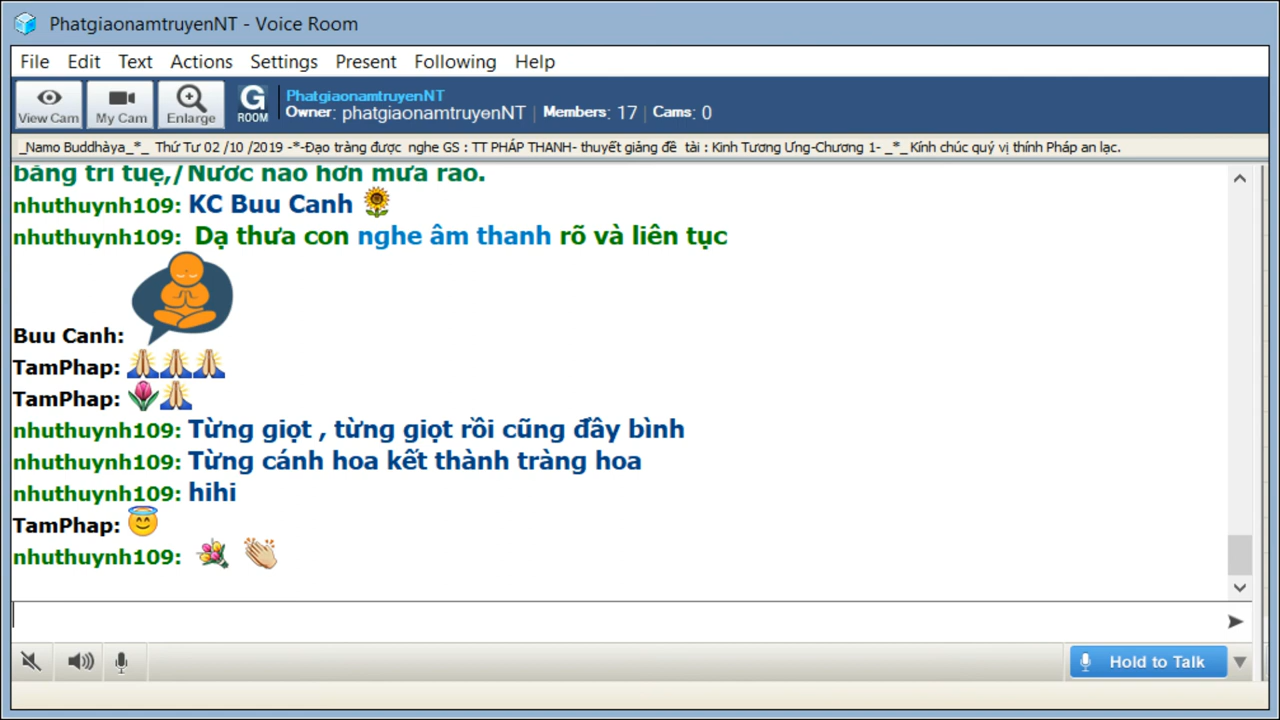 PhatgiaonamtruyenNT - Voice Room
File Edit Text Actions Settings Present Following Help
View Cam My Cam Enlarge G ROOM PhatgiaonamtruyenNT
Owner: phatgiaonamtruyenNT | Members: 17 | Cams: 0
_Namo Buddhàya_*_ Thứ Tư 02 /10 /2019 -*-Đạo tràng được nghe GS : TT PHÁP THANH- thuyết giảng đề tài : Kinh Tương Ưng-Chương 1- _*_Kính chúc quý vị thính Pháp an lạc.
bằng trí tuệ,/Nước nào hơn mưa rào.
nhuthuynh109: KC Buu Canh 🌻
nhuthuynh109: Dạ thưa con nghe âm thanh rõ và liên tục
Buu Canh:
TamPhap: 🙏🙏🙏
TamPhap: 🌷🙏
nhuthuynh109: Từng giọt , từng giọt rồi cũng đầy bình
nhuthuynh109: Từng cánh hoa kết thành tràng hoa
nhuthuynh109: hihi
TamPhap: 😇
nhuthuynh109: 💐 👏
Hold to Talk